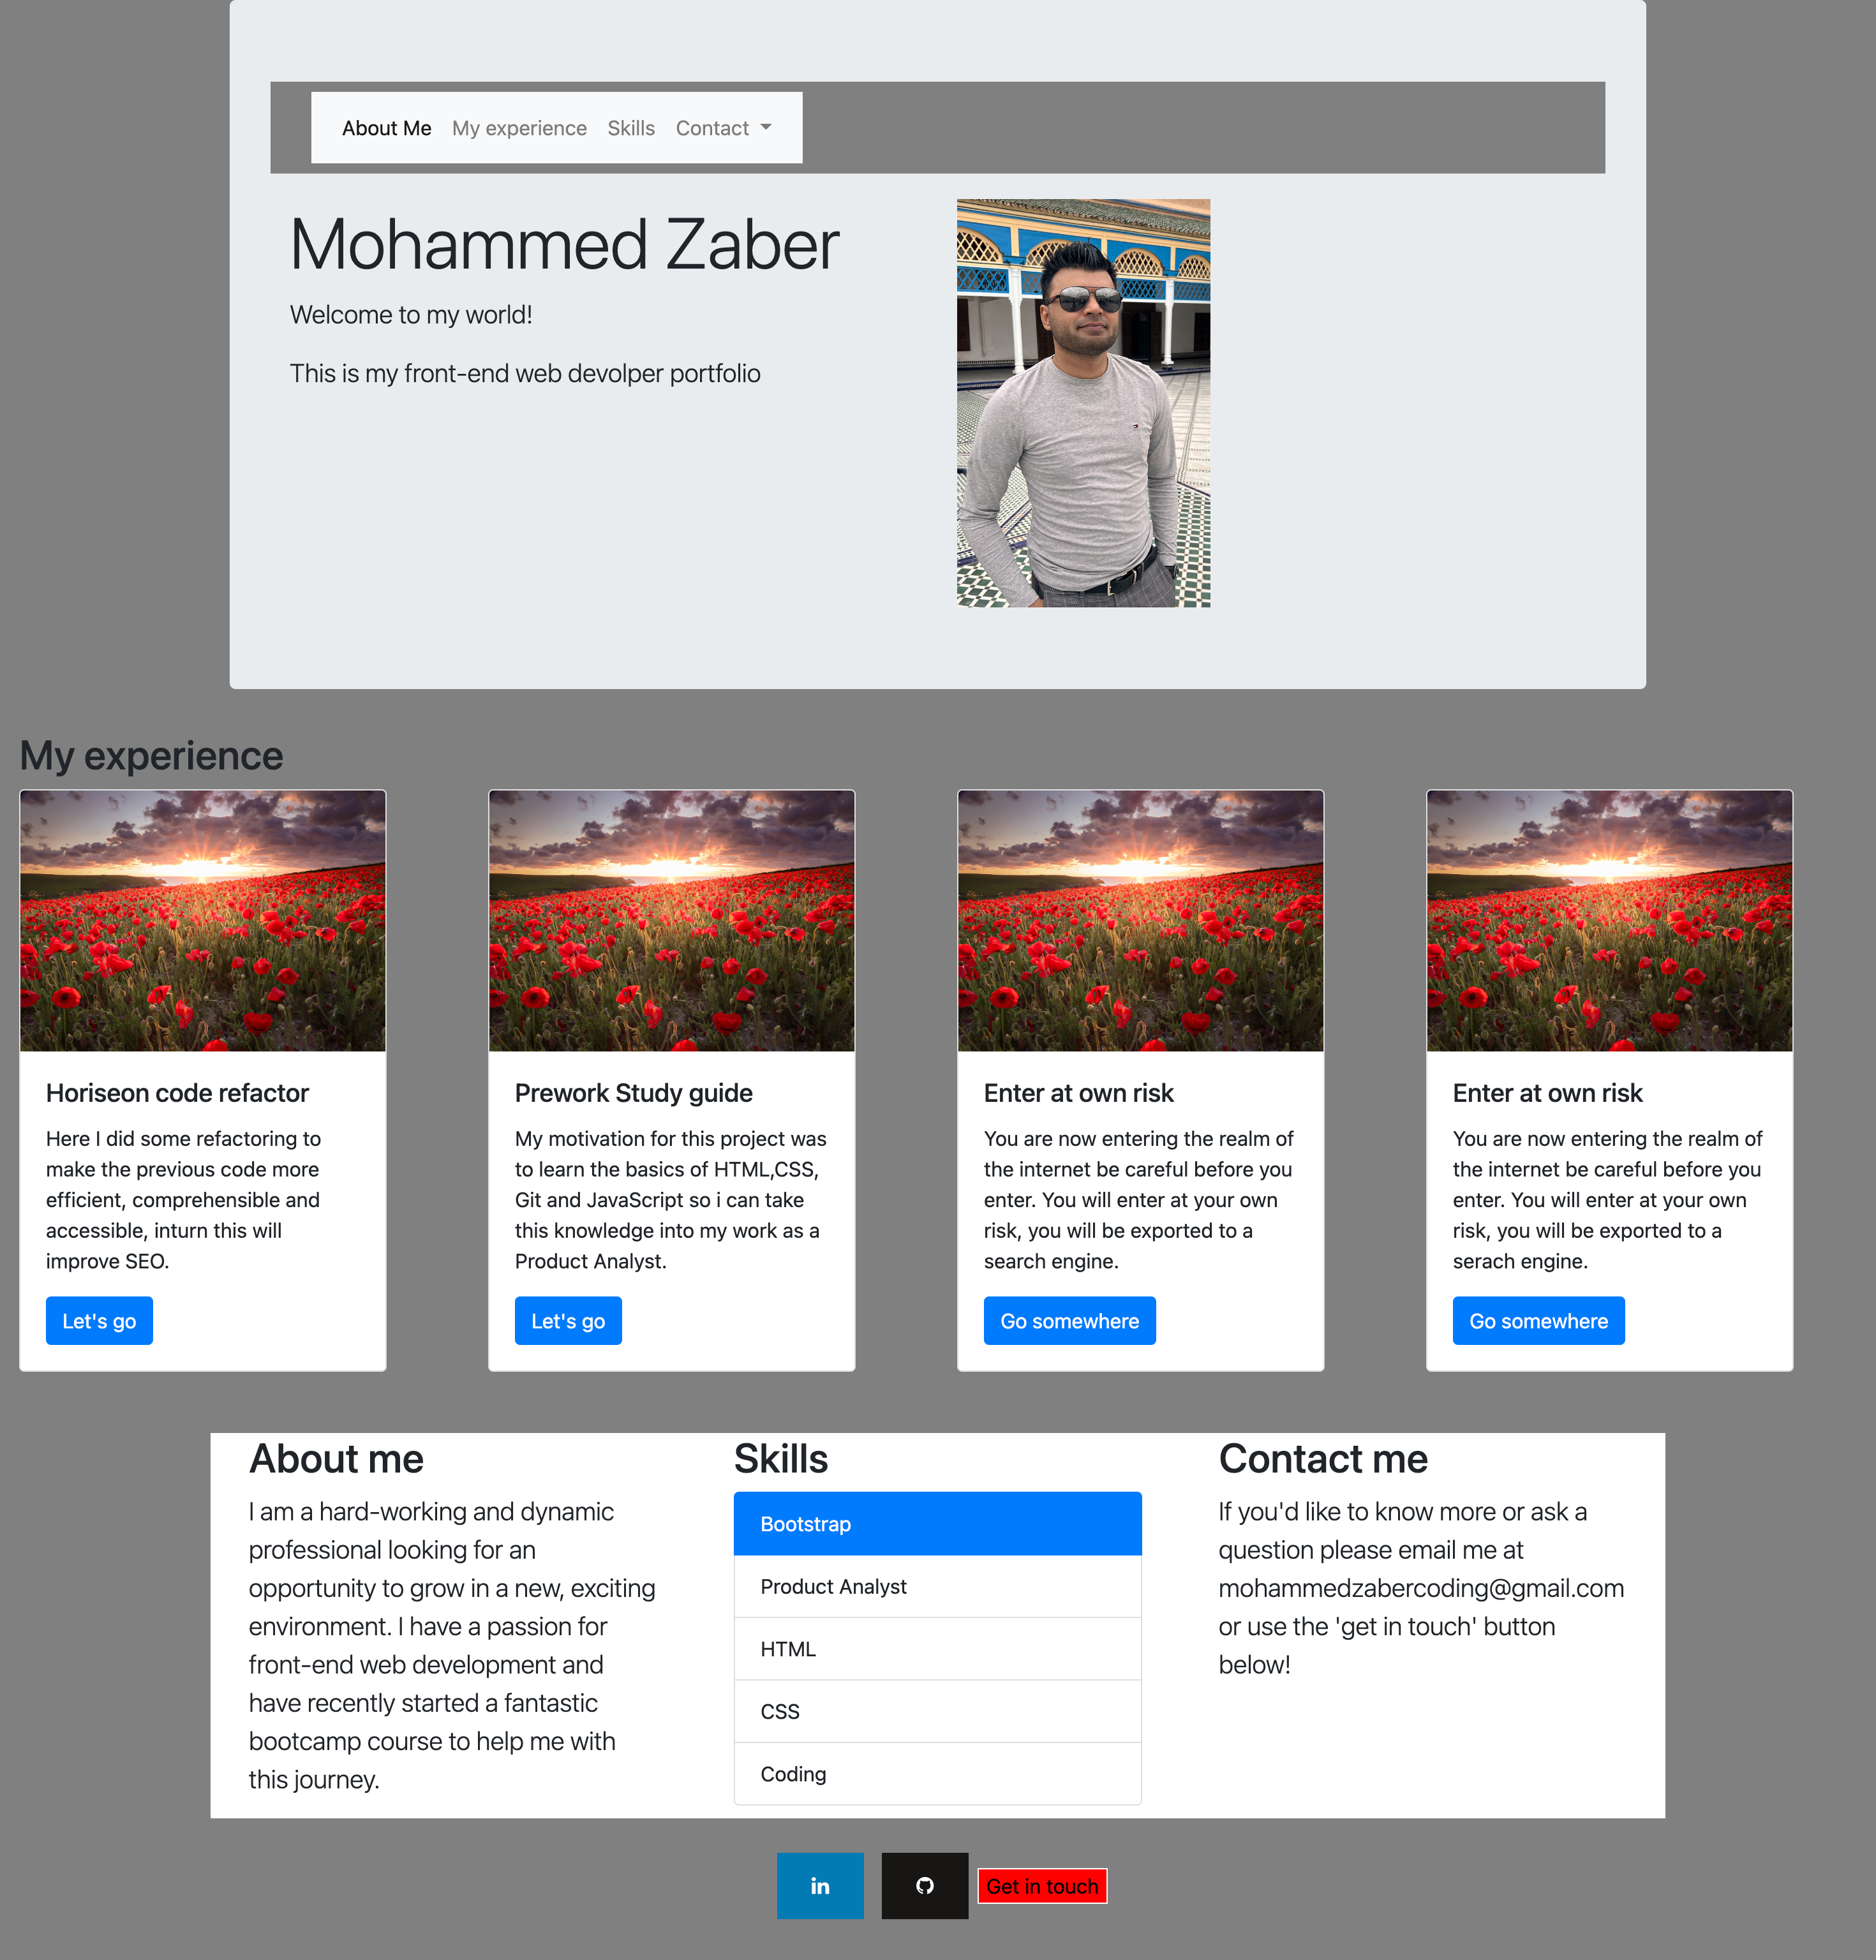 About Me My experience Skills Contact
Mohammed Zaber
Welcome to my world!
This is my front-end web devolper portfolio
My experience
Horiseon code refactor
Here I did some refactoring to
make the previous code more
efficient, comprehensible and
accessible, inturn this will
improve SEO.
Let's go
Prework Study guide
My motivation for this project was
to learn the basics of HTML,CSS,
Git and JavaScript so i can take
this knowledge into my work as a
Product Analyst.
Let's go
Enter at own risk
You are now entering the realm of
the internet be careful before you
enter. You will enter at your own
risk, you will be exported to a
search engine.
Go somewhere
Enter at own risk
You are now entering the realm of
the internet be careful before you
enter. You will enter at your own
risk, you will be exported to a
serach engine.
Go somewhere
About me
I am a hard-working and dynamic
professional looking for an
opportunity to grow in a new, exciting
environment. I have a passion for
front-end web development and
have recently started a fantastic
bootcamp course to help me with
this journey.
Skills
Bootstrap
Product Analyst
HTML
CSS
Coding
Contact me
If you'd like to know more or ask a
question please email me at
mohammedzabercoding@gmail.com
or use the 'get in touch' button
below!
in
Get in touch